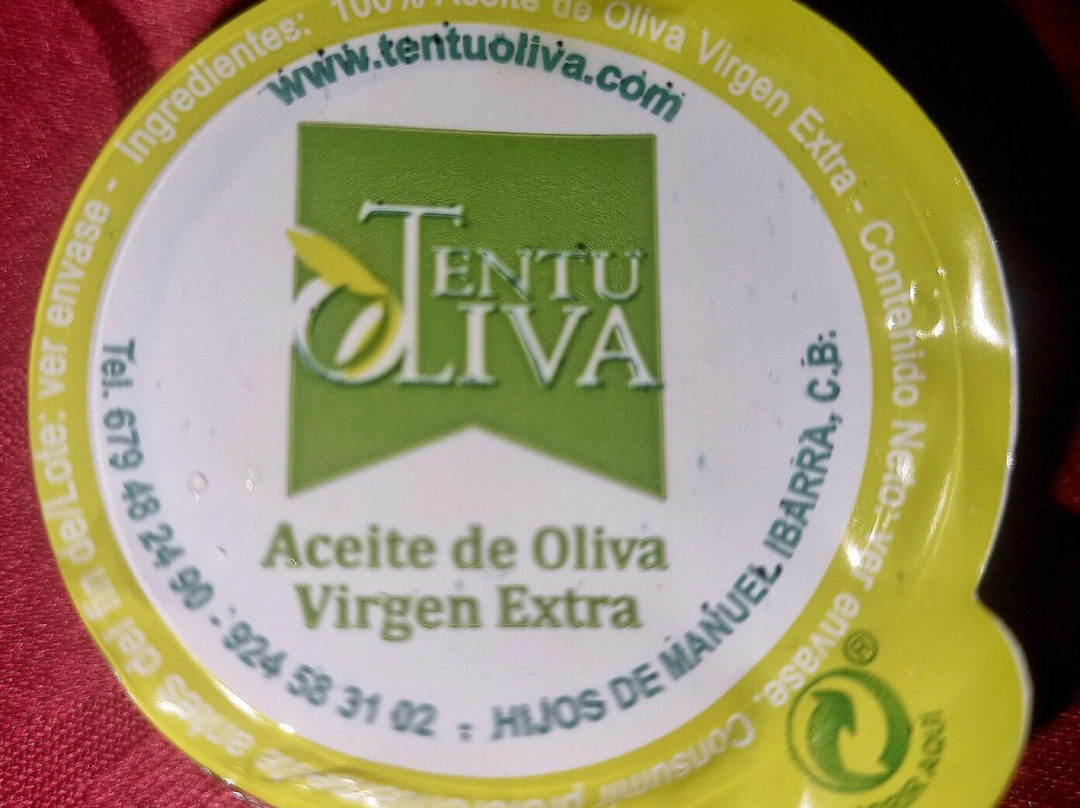 Ingredientes: 100% Aceite de Oliva Virgen Extra - Contenido Neto: ver envase. Consumir preferentemente antes del fin de/Lote: ver envase -
www.tentuoliva.com
TENTU
OLIVA
Aceite de Oliva
Virgen Extra
Tel. 679 48 24 90 - 924 58 31 02 - HIJOS DE MANUEL IBARRA, C.B.
®
AQUÍ